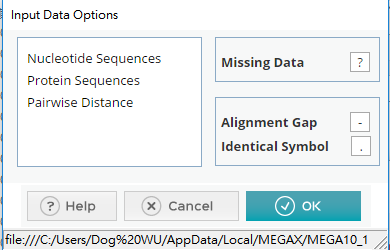 Input Data Options
Nucleotide Sequences
Protein Sequences
Pairwise Distance
Missing Data ?
Alignment Gap -
Identical Symbol .
? Help
× Cancel
✓ OK
file:///C:/Users/Dog%20WU/AppData/Local/MEGAX/MEGA10_1